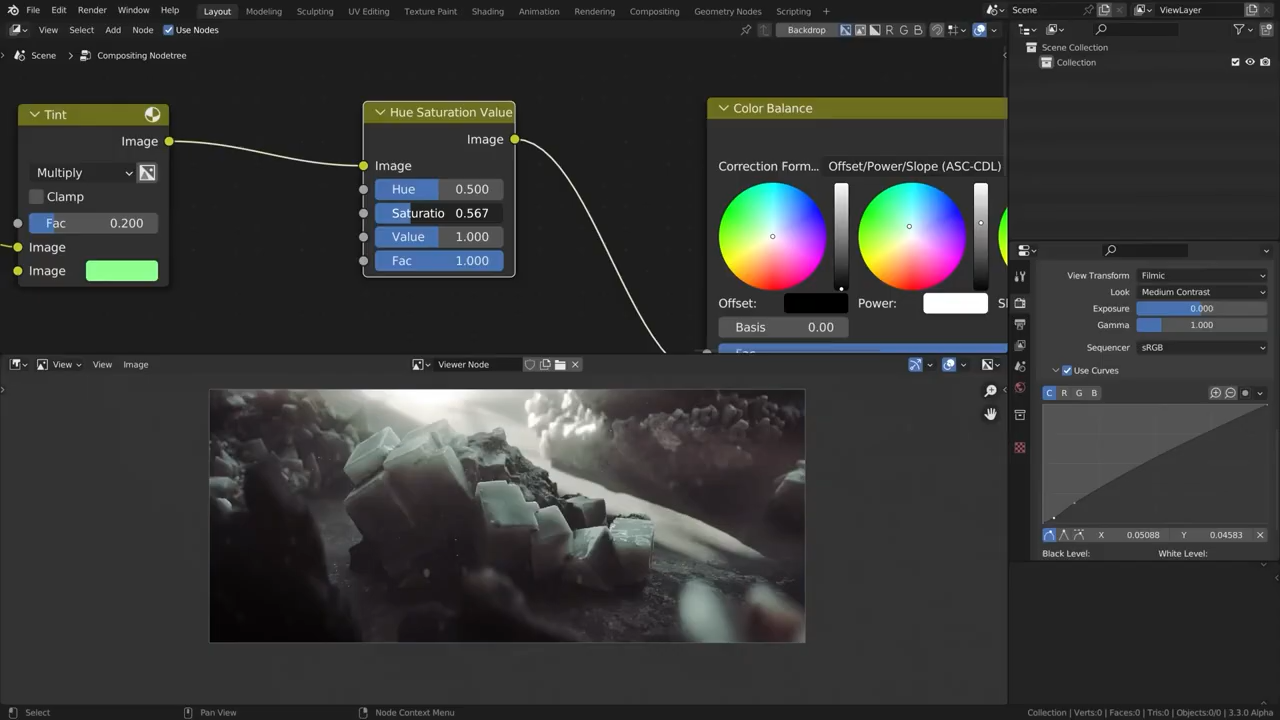 File Edit Render Window Help Layout Modeling Sculpting UV Editing Texture Paint Shading Animation Rendering Compositing Geometry Nodes Scripting + Scene ViewLayer
View Select Add Node Use Nodes Backdrop R G B
Scene > Compositing Nodetree
Scene Collection
Collection
Tint
Image
Multiply
Clamp
Fac 0.200
Image
Image
Hue Saturation Value
Image
Image
Hue 0.500
Saturatio 0.567
Value 1.000
Fac 1.000
Color Balance
Correction Form... Offset/Power/Slope (ASC-CDL)
Offset: Power:
Basis 0.00
View View Image Viewer Node
View Transform Filmic
Look Medium Contrast
Exposure 0.000
Gamma 1.000
Sequencer sRGB
Use Curves
C R G B
X 0.05088 Y 0.04583
Black Level: White Level:
Select Pan View Node Context Menu Collection | Verts:0 | Faces:0 | Tris:0 | Objects:0/0 | 3.3.0 Alpha